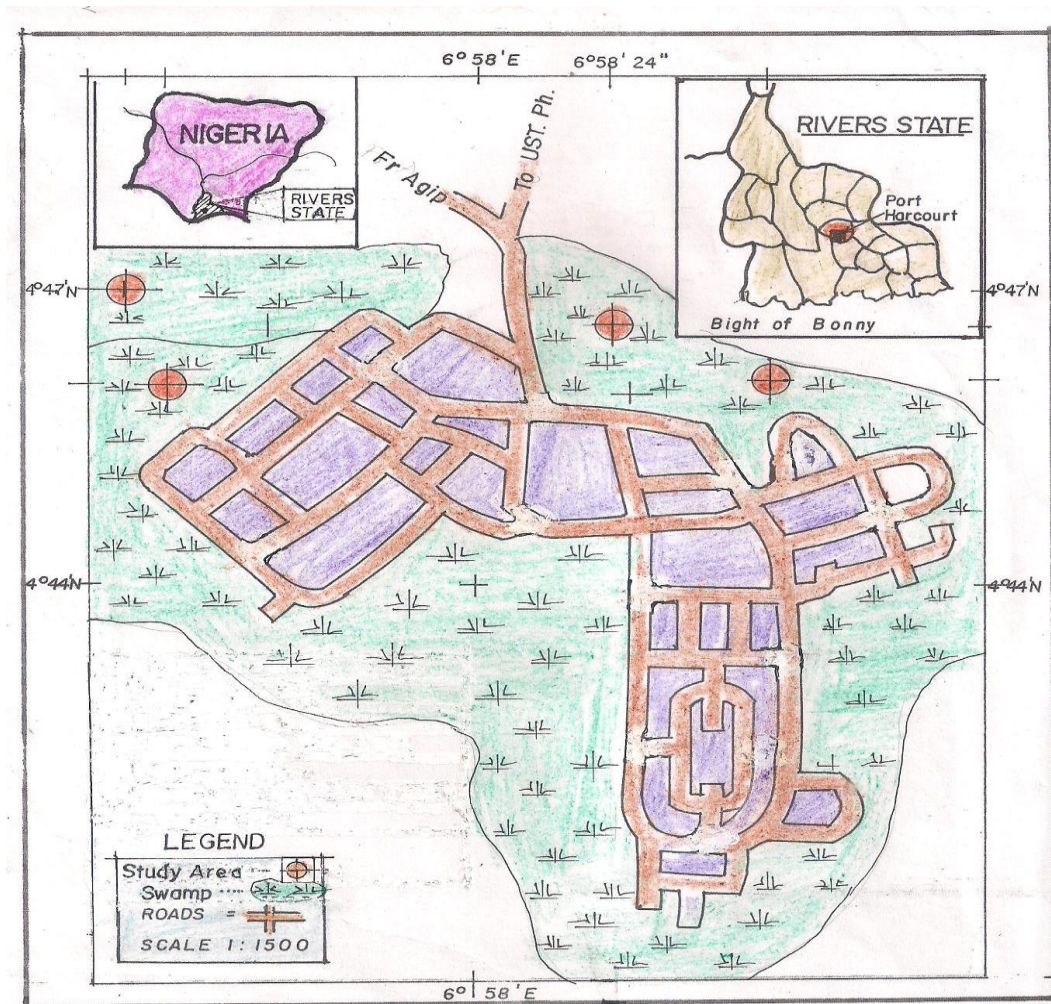 6° 58' E
6° 58' 24"
NIGERIA
RIVERS
STATE
Fr Agip
To UST. Ph.
RIVERS STATE
Port
Harcourt
Bight of Bonny
4° 47'N
4° 47'N
4° 44'N
4° 44'N
LEGEND
Study Area ...
Swamp ....
ROADS =
SCALE 1:1500
6° 58'E